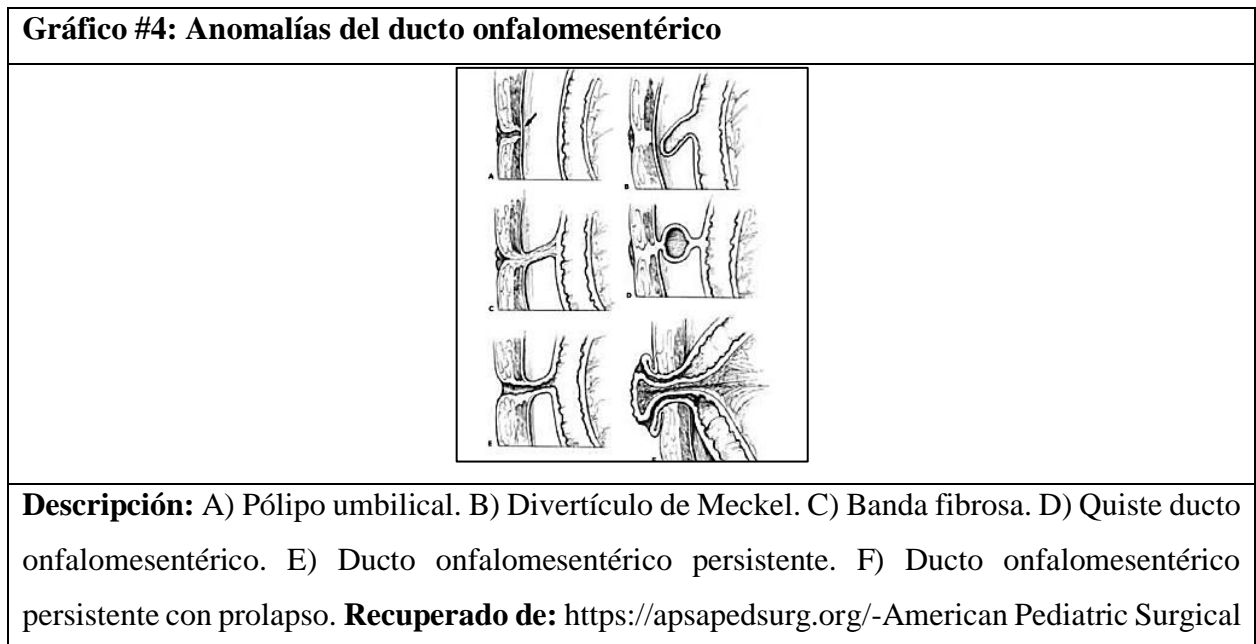 Gráfico #4: Anomalías del ducto onfalomesentérico
A
B
C
D
E
F
Descripción: A) Pólipo umbilical. B) Divertículo de Meckel. C) Banda fibrosa. D) Quiste ducto
onfalomesentérico. E) Ducto onfalomesentérico persistente. F) Ducto onfalomesentérico
persistente con prolapso. Recuperado de: https://apsapedsurg.org/-American Pediatric Surgical